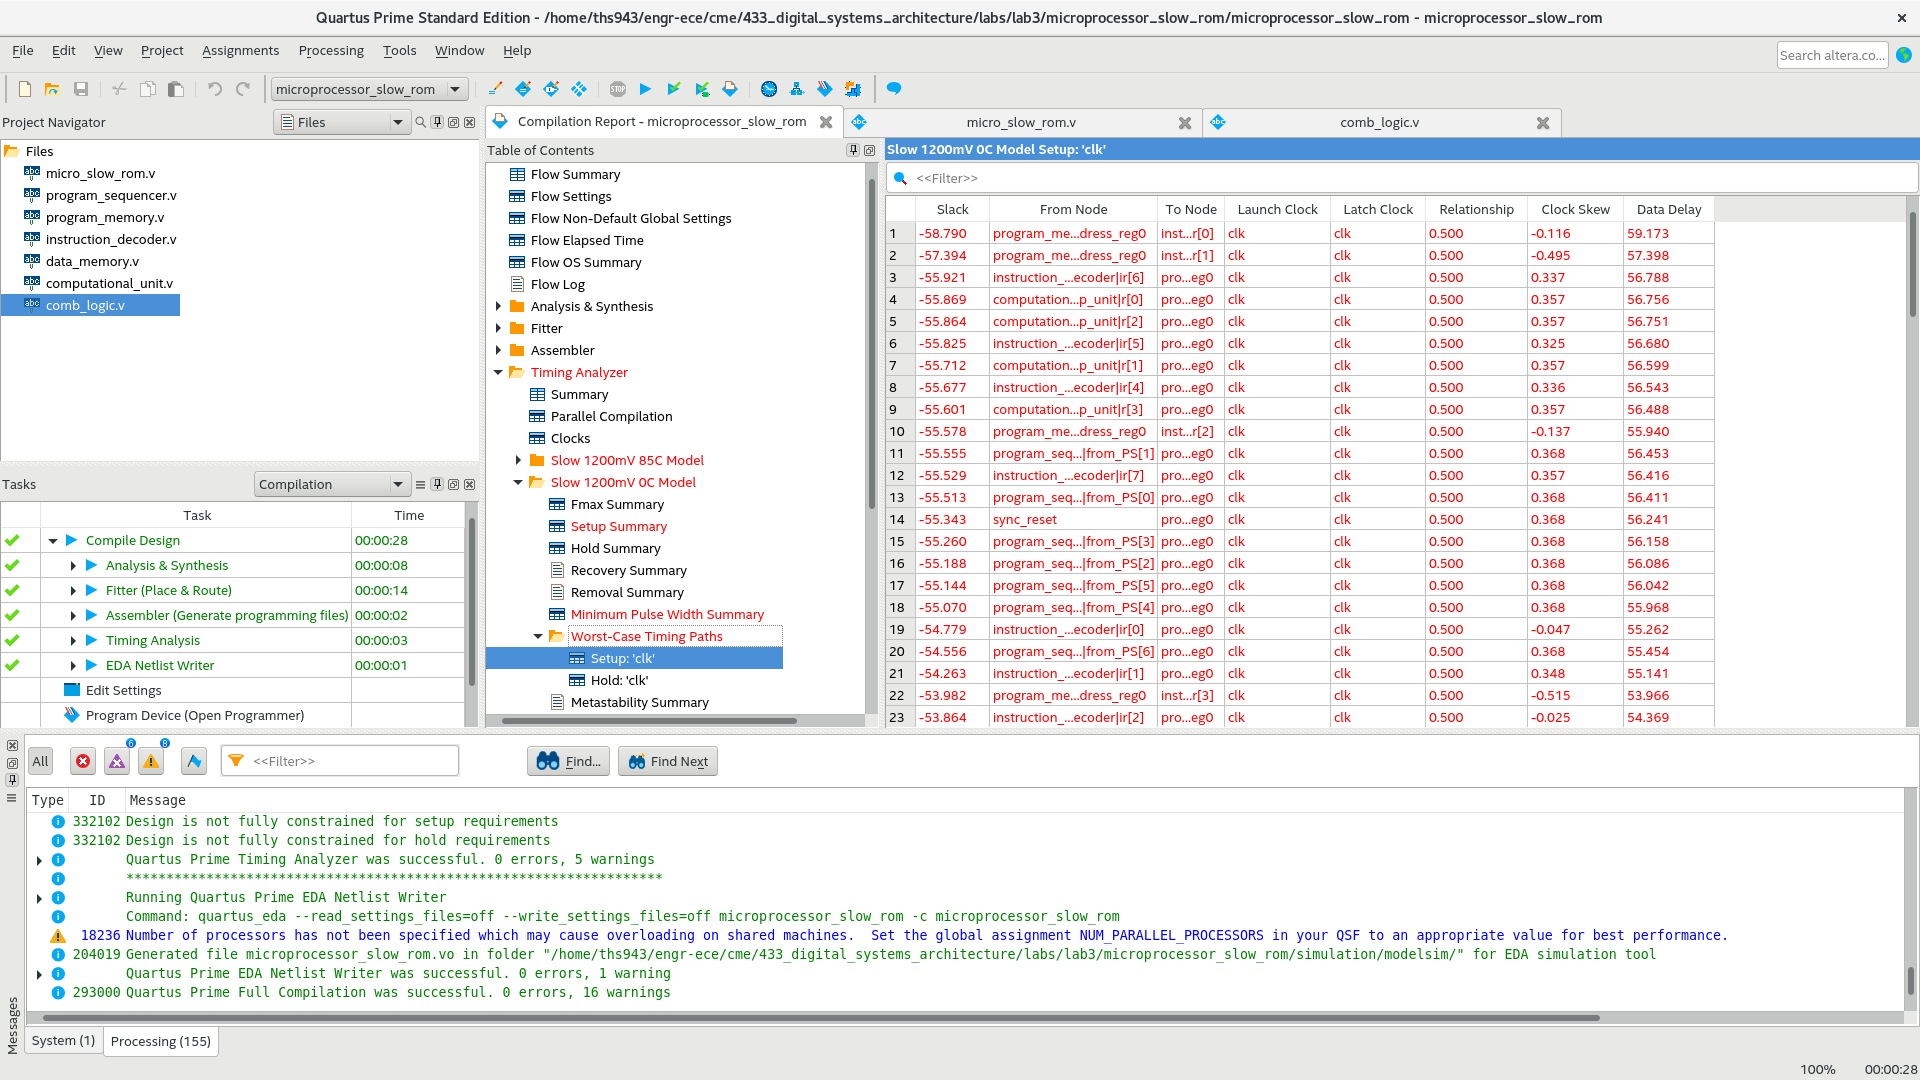 Quartus Prime Standard Edition - /home/ths943/engr-ece/cme/433_digital_systems_architecture/labs/lab3/microprocessor_slow_rom/microprocessor_slow_rom - microprocessor_slow_rom
File Edit View Project Assignments Processing Tools Window Help
Search altera.co...
microprocessor_slow_rom
Project Navigator
Files
Files
micro_slow_rom.v
program_sequencer.v
program_memory.v
instruction_decoder.v
data_memory.v
computational_unit.v
comb_logic.v
Tasks
Compilation
Task Time
Compile Design 00:00:28
Analysis & Synthesis 00:00:08
Fitter (Place & Route) 00:00:14
Assembler (Generate programming files) 00:00:02
Timing Analysis 00:00:03
EDA Netlist Writer 00:00:01
Edit Settings
Program Device (Open Programmer)
Compilation Report - microprocessor_slow_rom
micro_slow_rom.v
comb_logic.v
Table of Contents
Flow Summary
Flow Settings
Flow Non-Default Global Settings
Flow Elapsed Time
Flow OS Summary
Flow Log
Analysis & Synthesis
Fitter
Assembler
Timing Analyzer
Summary
Parallel Compilation
Clocks
Slow 1200mV 85C Model
Slow 1200mV 0C Model
Fmax Summary
Setup Summary
Hold Summary
Recovery Summary
Removal Summary
Minimum Pulse Width Summary
Worst-Case Timing Paths
Setup: 'clk'
Hold: 'clk'
Metastability Summary
Slow 1200mV 0C Model Setup: 'clk'
<<Filter>>
Slack From Node To Node Launch Clock Latch Clock Relationship Clock Skew Data Delay
1 -58.790 program_me...dress_reg0 inst...r[0] clk clk 0.500 -0.116 59.173
2 -57.394 program_me...dress_reg0 inst...r[1] clk clk 0.500 -0.495 57.398
3 -55.921 instruction_...ecoder|ir[6] pro...eg0 clk clk 0.500 0.337 56.788
4 -55.869 computation...p_unit|r[0] pro...eg0 clk clk 0.500 0.357 56.756
5 -55.864 computation...p_unit|r[2] pro...eg0 clk clk 0.500 0.357 56.751
6 -55.825 instruction_...ecoder|ir[5] pro...eg0 clk clk 0.500 0.325 56.680
7 -55.712 computation...p_unit|r[1] pro...eg0 clk clk 0.500 0.357 56.599
8 -55.677 instruction_...ecoder|ir[4] pro...eg0 clk clk 0.500 0.336 56.543
9 -55.601 computation...p_unit|r[3] pro...eg0 clk clk 0.500 0.357 56.488
10 -55.578 program_me...dress_reg0 inst...r[2] clk clk 0.500 -0.137 55.940
11 -55.555 program_seq...|from_PS[1] pro...eg0 clk clk 0.500 0.368 56.453
12 -55.529 instruction_...ecoder|ir[7] pro...eg0 clk clk 0.500 0.357 56.416
13 -55.513 program_seq...|from_PS[0] pro...eg0 clk clk 0.500 0.368 56.411
14 -55.343 sync_reset pro...eg0 clk clk 0.500 0.368 56.241
15 -55.260 program_seq...|from_PS[3] pro...eg0 clk clk 0.500 0.368 56.158
16 -55.188 program_seq...|from_PS[2] pro...eg0 clk clk 0.500 0.368 56.086
17 -55.144 program_seq...|from_PS[5] pro...eg0 clk clk 0.500 0.368 56.042
18 -55.070 program_seq...|from_PS[4] pro...eg0 clk clk 0.500 0.368 55.968
19 -54.779 instruction_...ecoder|ir[0] pro...eg0 clk clk 0.500 -0.047 55.262
20 -54.556 program_seq...|from_PS[6] pro...eg0 clk clk 0.500 0.368 55.454
21 -54.263 instruction_...ecoder|ir[1] pro...eg0 clk clk 0.500 0.348 55.141
22 -53.982 program_me...dress_reg0 inst...r[3] clk clk 0.500 -0.515 53.966
23 -53.864 instruction_...ecoder|ir[2] pro...eg0 clk clk 0.500 -0.025 54.369
All 6 8 <<Filter>> Find... Find Next
Type ID Message
332102 Design is not fully constrained for setup requirements
332102 Design is not fully constrained for hold requirements
Quartus Prime Timing Analyzer was successful. 0 errors, 5 warnings
*******************************************************************
Running Quartus Prime EDA Netlist Writer
Command: quartus_eda --read_settings_files=off --write_settings_files=off microprocessor_slow_rom -c microprocessor_slow_rom
18236 Number of processors has not been specified which may cause overloading on shared machines.  Set the global assignment NUM_PARALLEL_PROCESSORS in your QSF to an appropriate value for best performance.
204019 Generated file microprocessor_slow_rom.vo in folder "/home/ths943/engr-ece/cme/433_digital_systems_architecture/labs/lab3/microprocessor_slow_rom/simulation/modelsim/" for EDA simulation tool
Quartus Prime EDA Netlist Writer was successful. 0 errors, 1 warning
293000 Quartus Prime Full Compilation was successful. 0 errors, 16 warnings
Messages
System (1) Processing (155)
100% 00:00:28